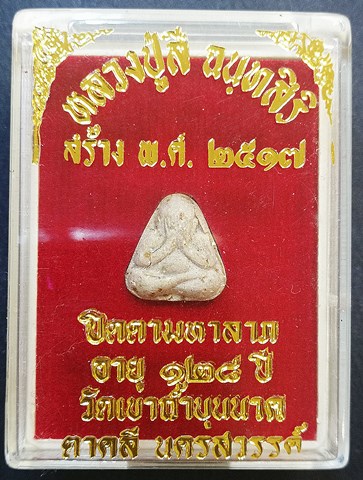 หลวงปู่สี ฉนฺทสิริ
สร้าง พ.ศ. ๒๕๑๗
ปิดตามหาลาภ
อายุ ๑๒๘ ปี
วัดเขาถ้ำบุนนาค
ตาคลี นครสวรรค์